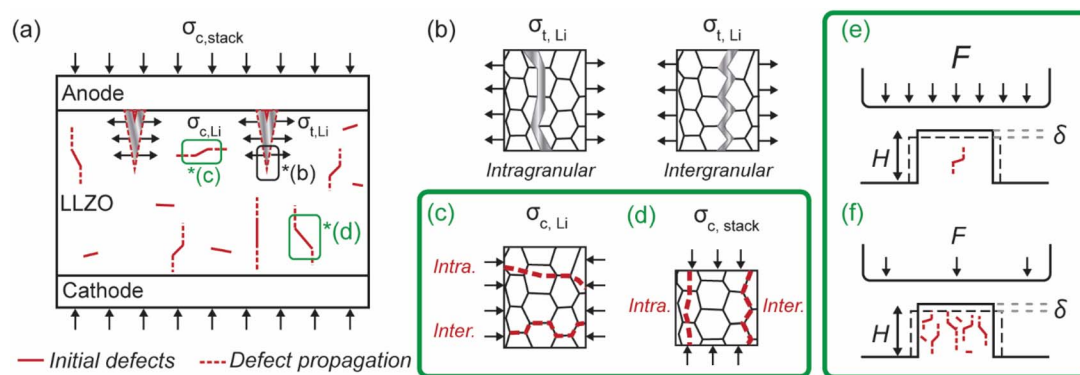 (a)
σc,stack
Anode
σc,Li
σt,Li
*(c)
*(b)
LLZO
*(d)
Cathode
Initial defects
Defect propagation
(b)
σt, Li
σt, Li
Intragranular
Intergranular
(c)
σc, Li
Intra.
Inter.
(d)
σc, stack
Intra.
Inter.
(e)
F
H
δ
(f)
F
H
δ